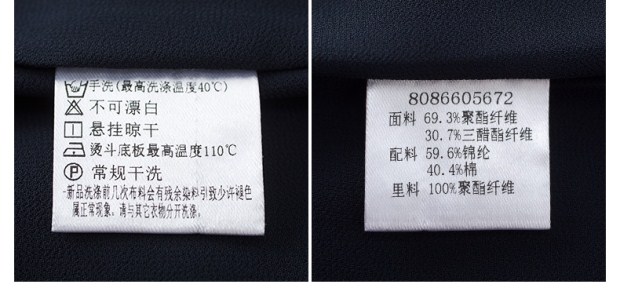 手洗(最高洗涤温度40℃)
不可漂白
悬挂晾干
烫斗底板最高温度110℃
P 常规干洗
-新品洗涤前几次布料会有残余染料引致少许褪色
属正常现象。请与其它衣物分开洗涤。
8086605672
面料 69.3%聚酯纤维
30.7%三醋酯纤维
配料 59.6%锦纶
40.4%棉
里料 100%聚酯纤维